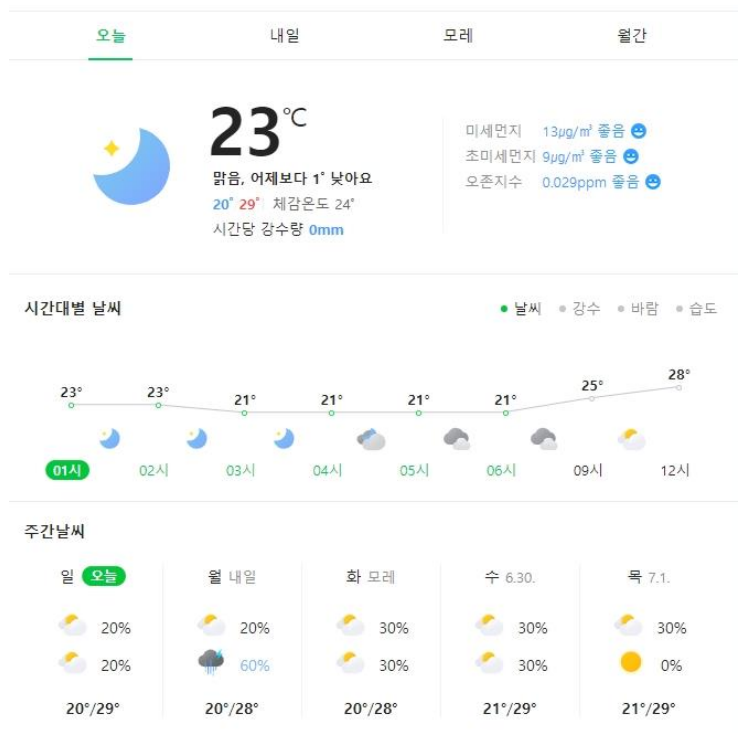 오늘 내일 모레 월간
23℃
맑음, 어제보다 1° 낮아요
20° 29° 체감온도 24°
시간당 강수량 0mm
미세먼지 13㎍/㎥ 좋음
초미세먼지 9㎍/㎥ 좋음
오존지수 0.029ppm 좋음
시간대별 날씨
날씨 강수 바람 습도
23° 23° 21° 21° 21° 21° 25° 28°
01시 02시 03시 04시 05시 06시 09시 12시
주간날씨
일 오늘 월 내일 화 모레 수 6.30. 목 7.1.
20% 20% 30% 30% 30%
20% 60% 30% 30% 0%
20°/29° 20°/28° 20°/28° 21°/29° 21°/29°